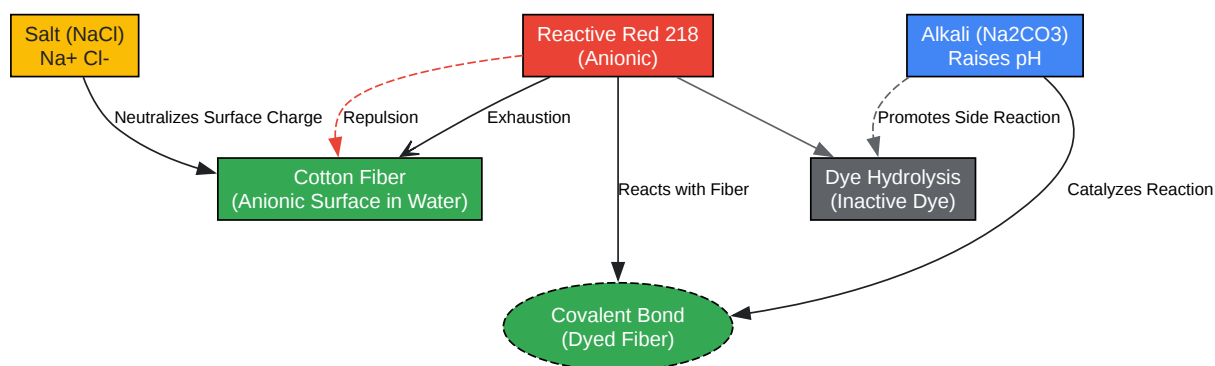 Salt (NaCl)
Na+ Cl-
Reactive Red 218
(Anionic)
Alkali (Na2CO3)
Raises pH
Neutralizes Surface Charge
Repulsion
Exhaustion
Promotes Side Reaction
Cotton Fiber
(Anionic Surface in Water)
Dye Hydrolysis
(Inactive Dye)
Reacts with Fiber
Catalyzes Reaction
Covalent Bond
(Dyed Fiber)